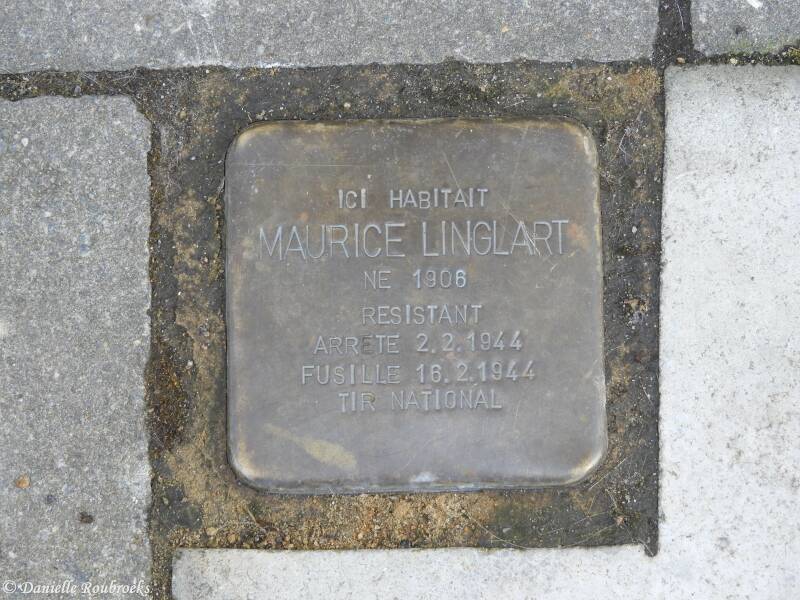 ICI HABITAIT
MAURICE LINGLART
NE 1906
RESISTANT
ARRETE 2.2.1944
FUSILLE 16.2.1944
TIR NATIONAL
©Danielle Roubroeks.